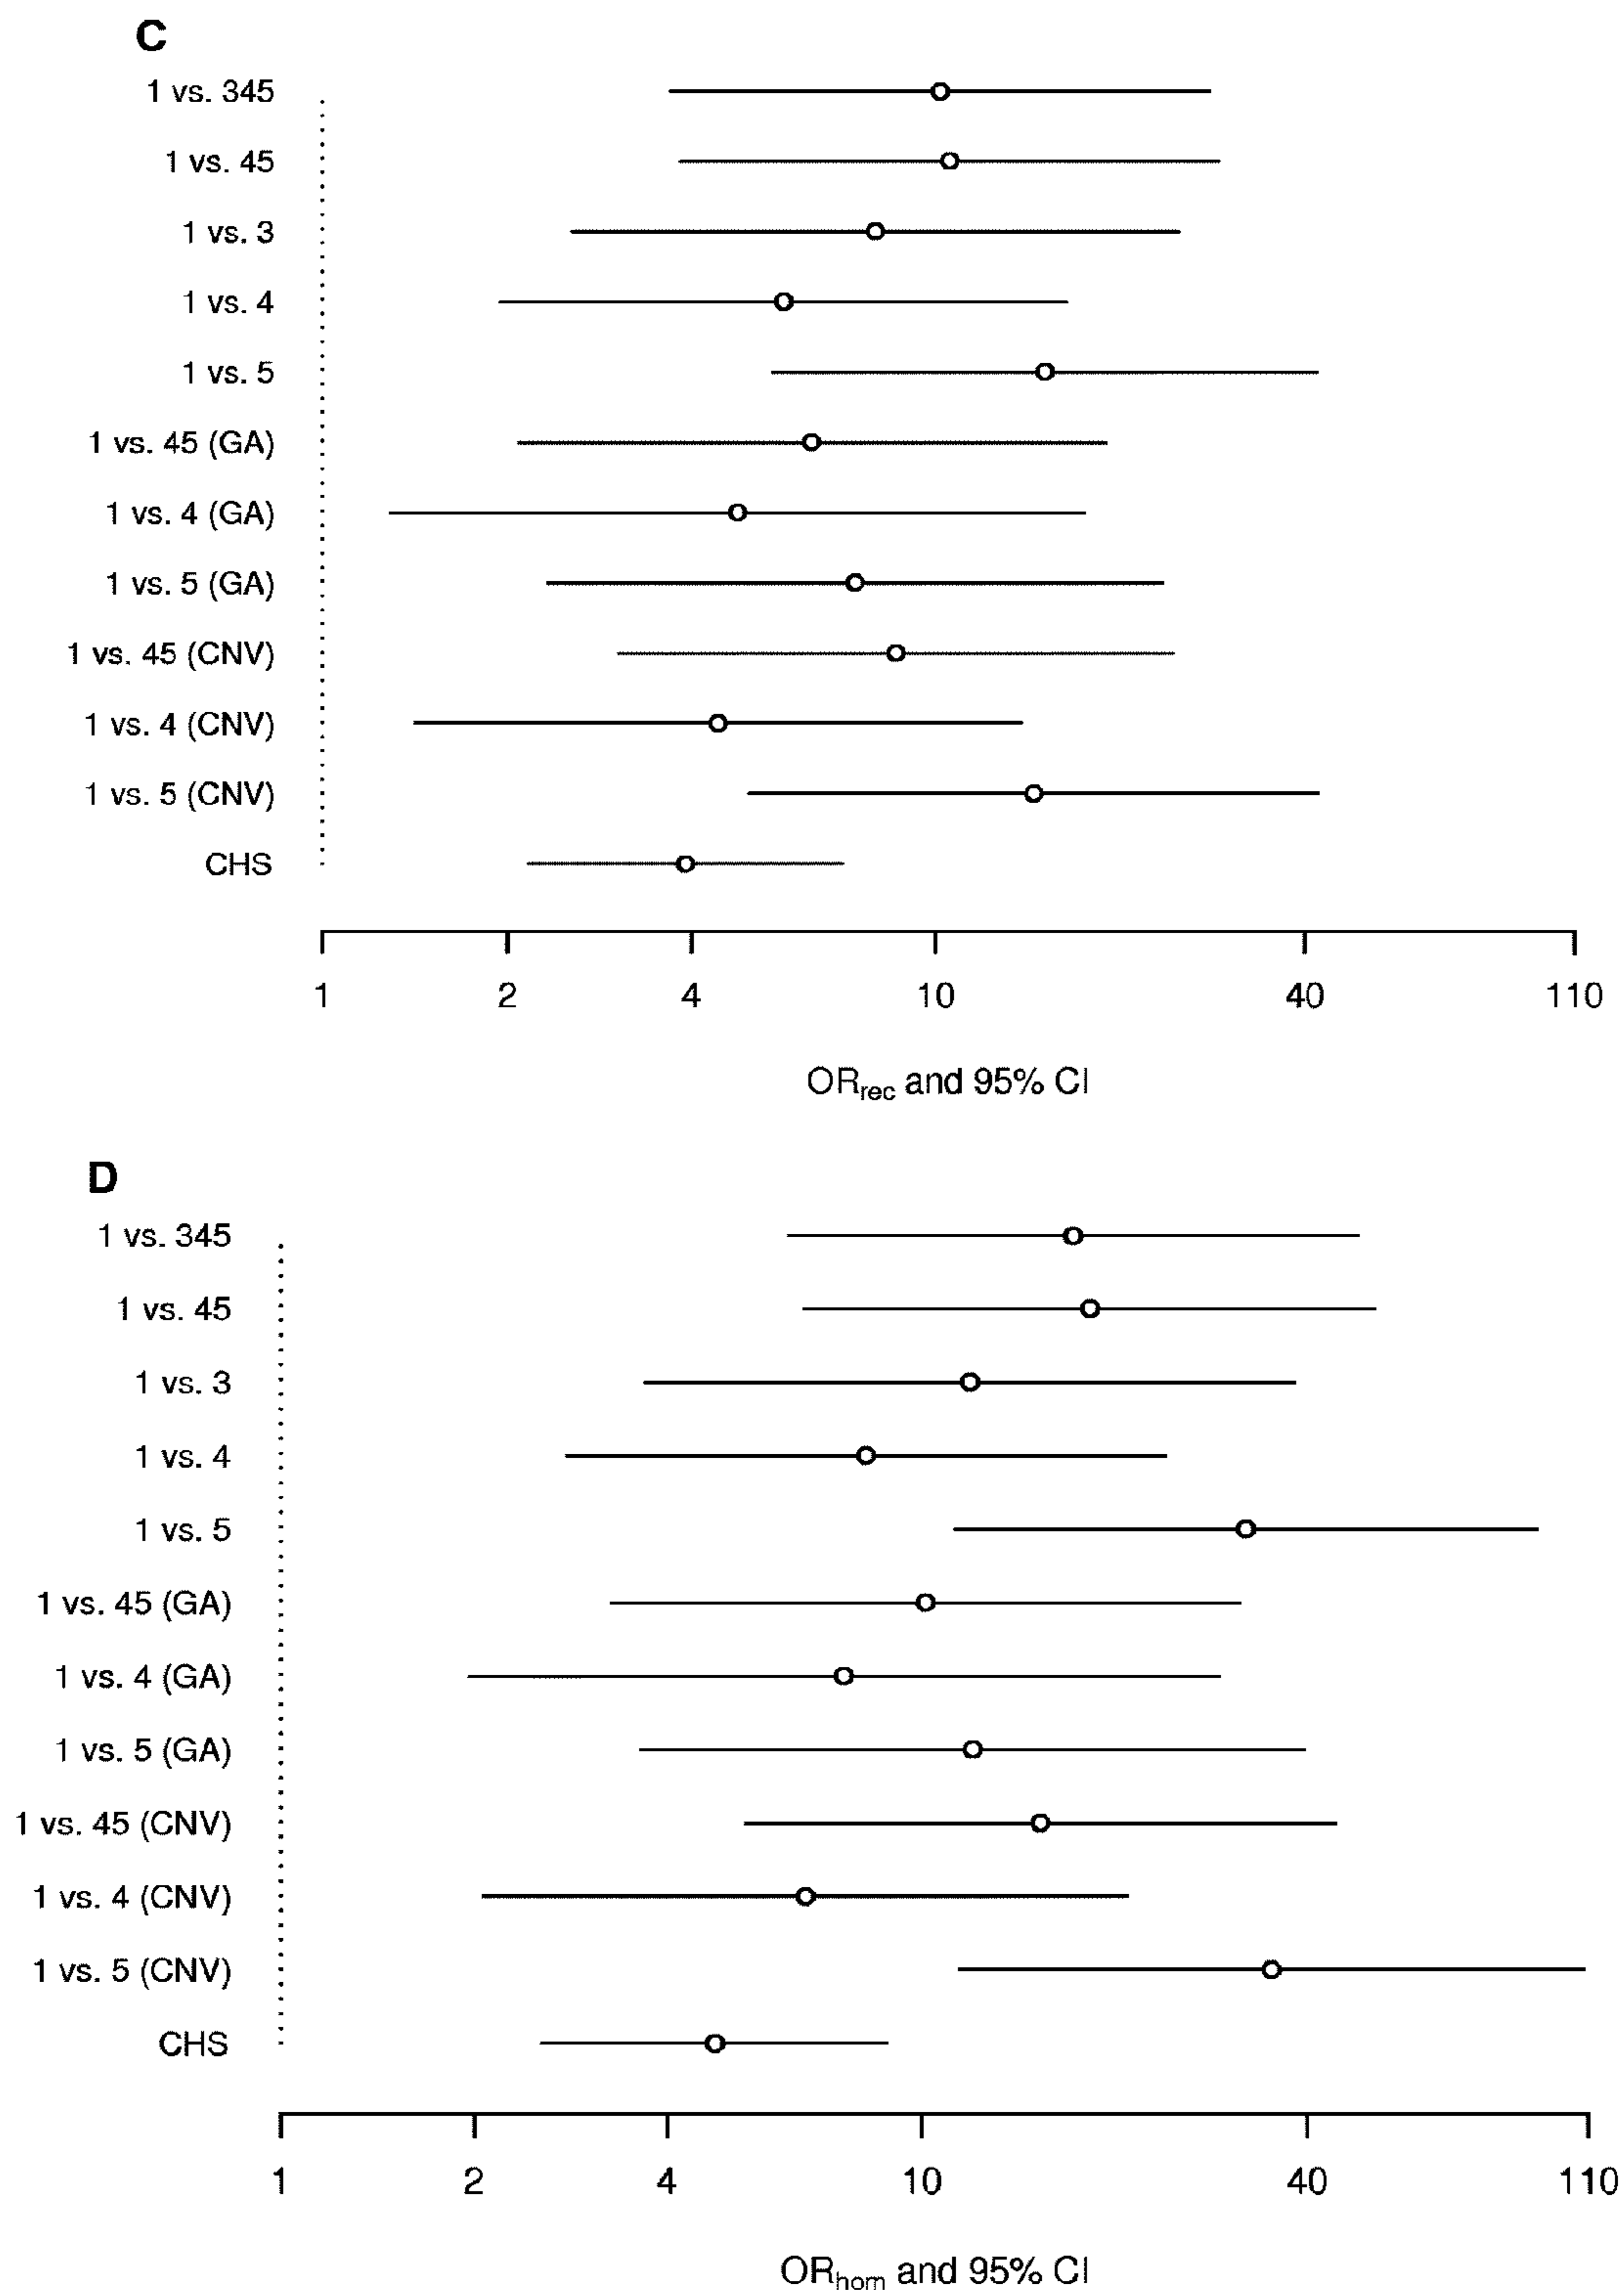 C
1 vs. 345
1 vs. 45
1 vs. 3
1 vs. 4
1 vs. 5
1 vs. 45 (GA)
1 vs. 4 (GA)
1 vs. 5 (GA)
1 vs. 45 (CNV)
1 vs. 4 (CNV)
1 vs. 5 (CNV)
CHS
1 2 4 10 40 110
ORrec and 95% CI
D
1 vs. 345
1 vs. 45
1 vs. 3
1 vs. 4
1 vs. 5
1 vs. 45 (GA)
1 vs. 4 (GA)
1 vs. 5 (GA)
1 vs. 45 (CNV)
1 vs. 4 (CNV)
1 vs. 5 (CNV)
CHS
1 2 4 10 40 110
ORhom and 95% CI